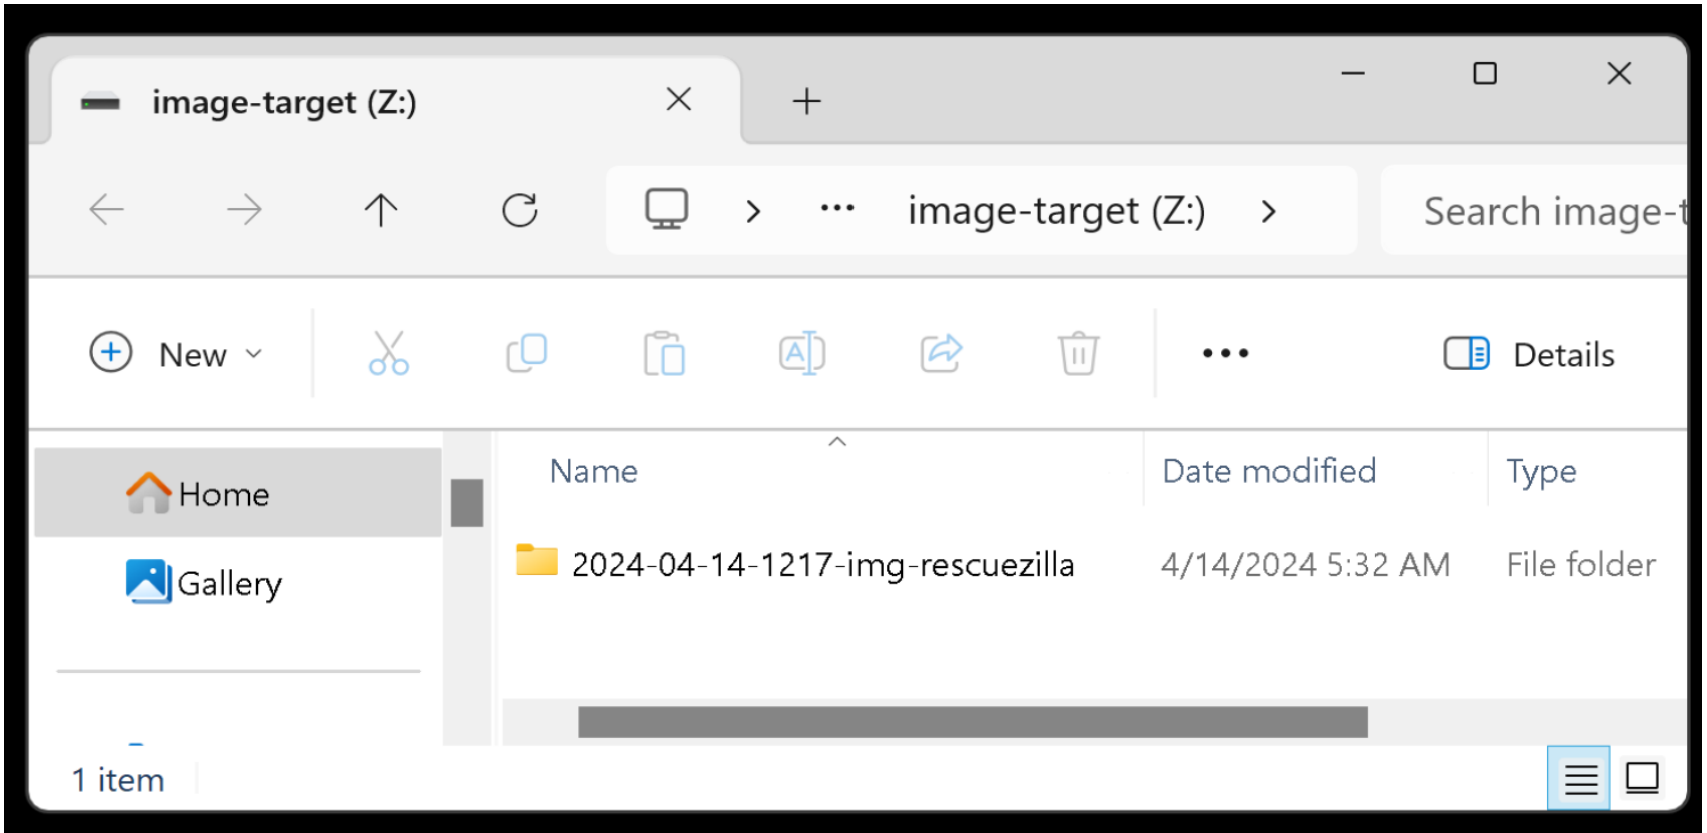 image-target (Z:)
image-target (Z:)
Search image-t
New
Details
Name
Date modified
Type
Home
2024-04-14-1217-img-rescuezilla
4/14/2024 5:32 AM
File folder
Gallery
1 item